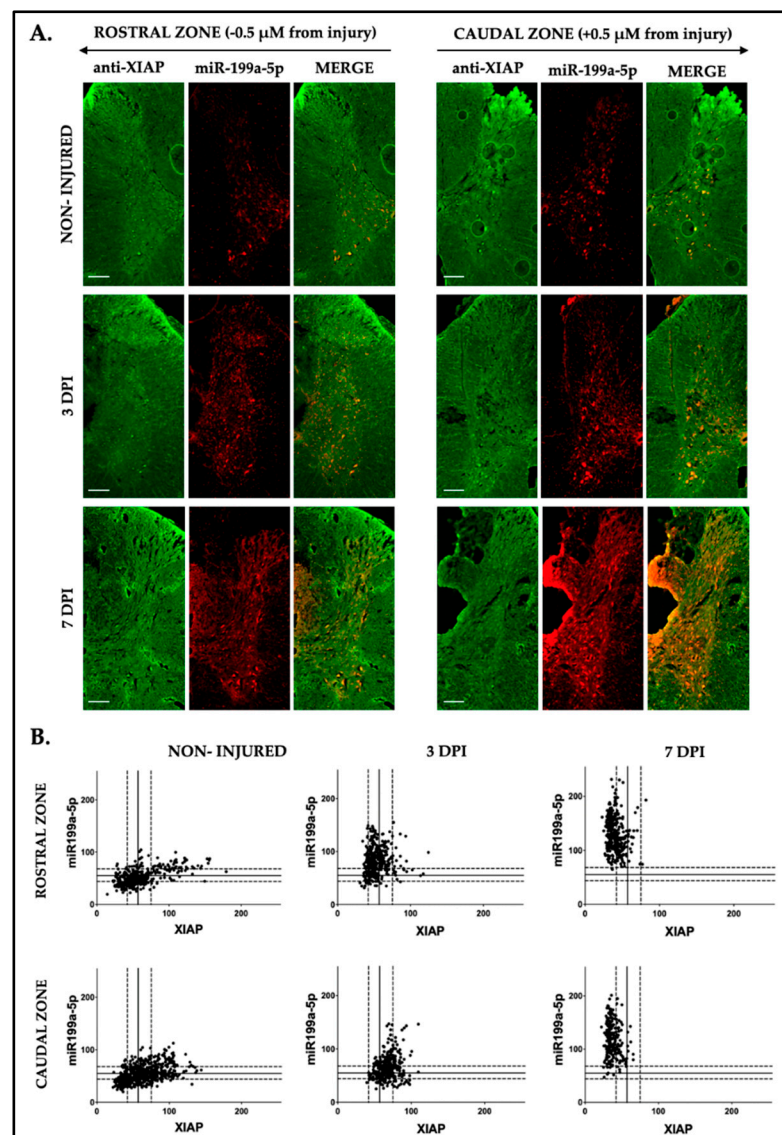 A.
ROSTRAL ZONE (-0.5 µM from injury)
CAUDAL ZONE (+0.5 µM from injury)
anti-XIAP miR-199a-5p MERGE anti-XIAP miR-199a-5p MERGE
NON- INJURED
3 DPI
7 DPI
B.
NON- INJURED 3 DPI 7 DPI
ROSTRAL ZONE
miR199a-5p
200
100
0
0 100 200
XIAP
miR199a-5p
200
100
0
0 100 200
XIAP
miR199a-5p
200
100
0
0 100 200
XIAP
CAUDAL ZONE
miR199a-5p
200
100
0
0 100 200
XIAP
miR199a-5p
200
100
0
0 100 200
XIAP
miR199a-5p
200
100
0
0 100 200
XIAP